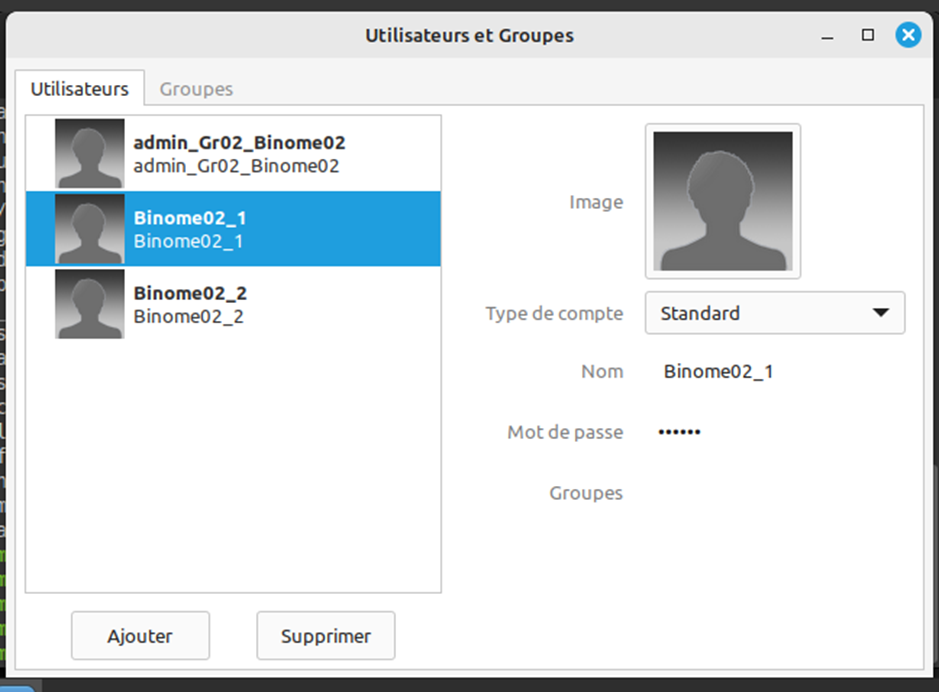 Utilisateurs et Groupes
Utilisateurs
Groupes
admin_Gr02_Binome02
admin_Gr02_Binome02
Binome02_1
Binome02_1
Binome02_2
Binome02_2
Image
Type de compte
Standard
Nom
Binome02_1
Mot de passe
••••••
Groupes
Ajouter
Supprimer